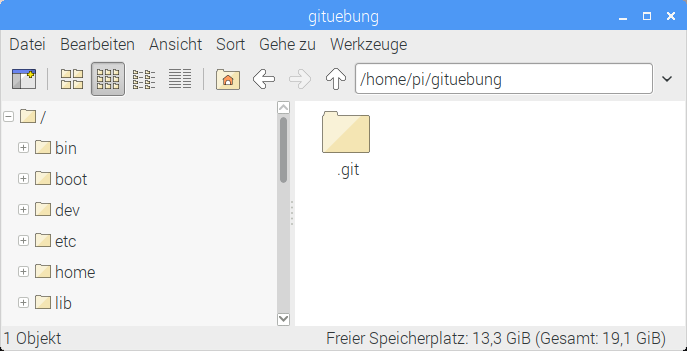 gituebung
Datei Bearbeiten Ansicht Sort Gehe zu Werkzeuge
/home/pi/gituebung
/
bin
boot
dev
etc
home
lib
.git
1 Objekt
Freier Speicherplatz: 13,3 GiB (Gesamt: 19,1 GiB)